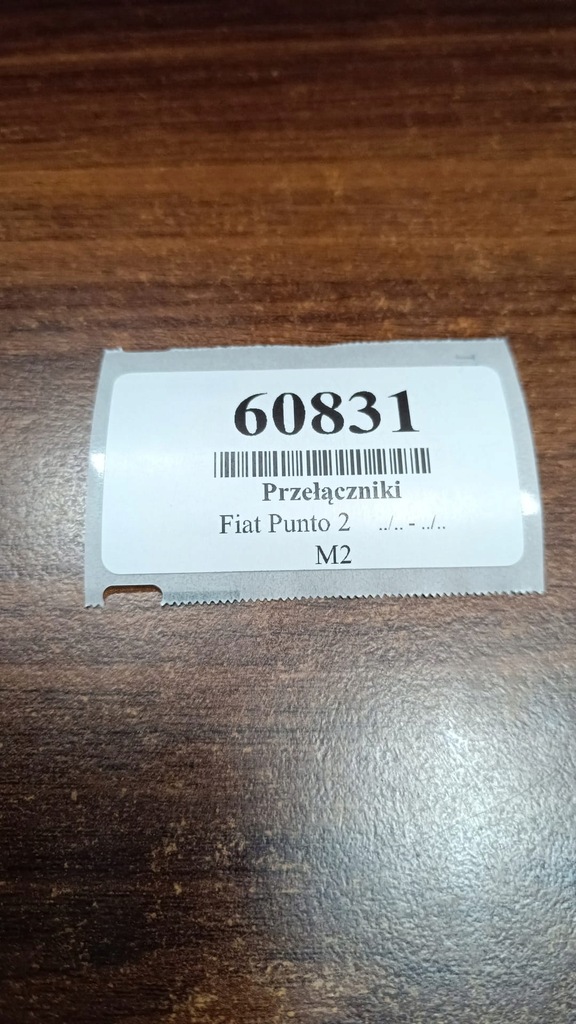 60831
Przełączniki
Fiat Punto 2 ../.. - ../..
M2